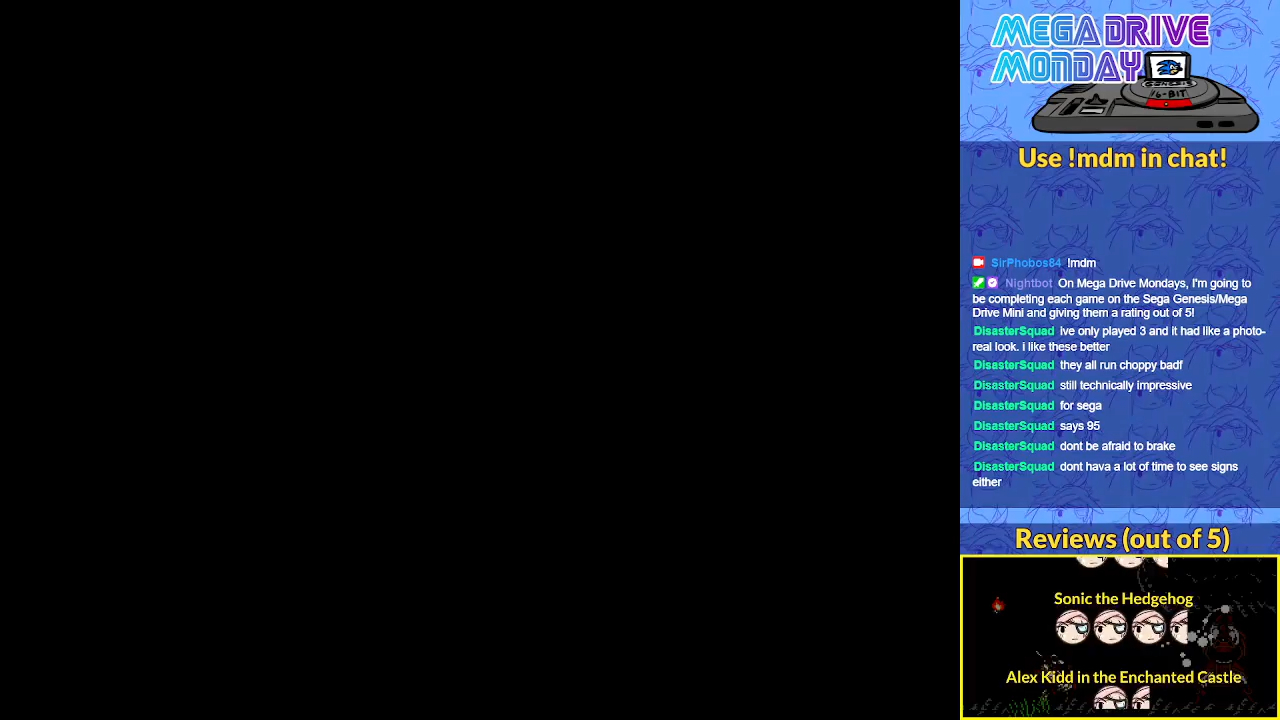 MEGA DRIVE
MONDAY
GENESIS
16-BIT
Use !mdm in chat!
SirPhobos84 !mdm
Nightbot On Mega Drive Mondays, I'm going to
be completing each game on the Sega Genesis/Mega
Drive Mini and giving them a rating out of 5!
DisasterSquad ive only played 3 and it had like a photo-
real look. i like these better
DisasterSquad they all run choppy badf
DisasterSquad still technically impressive
DisasterSquad for sega
DisasterSquad says 95
DisasterSquad dont be afraid to brake
DisasterSquad dont hava a lot of time to see signs
either
Reviews (out of 5)
Sonic the Hedgehog
Alex Kidd in the Enchanted Castle